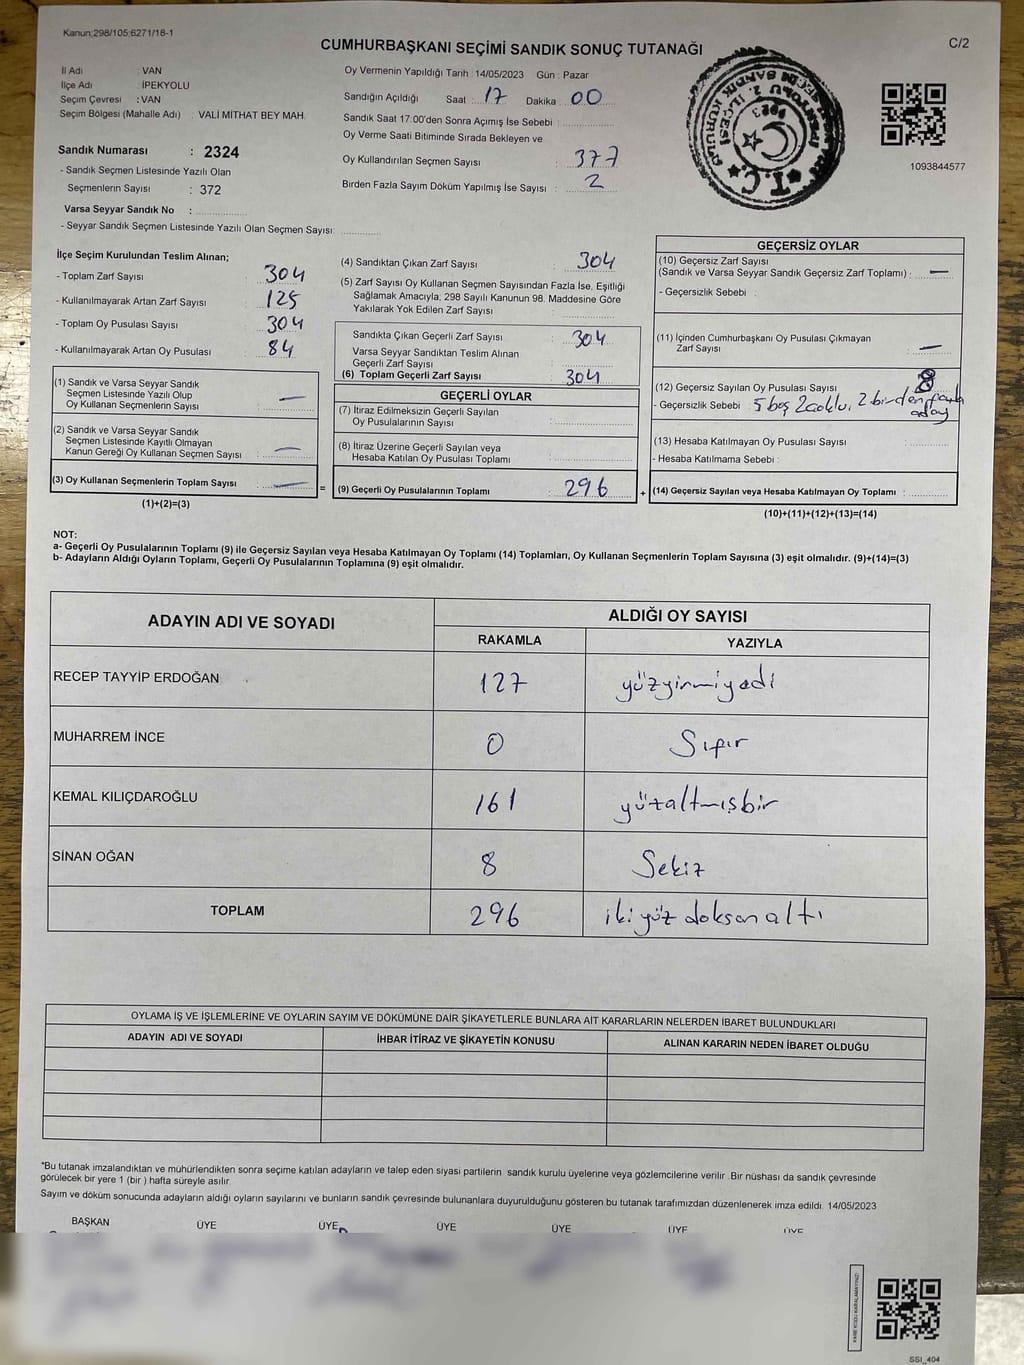 Kanun;298/105;6271/18-1
CUMHURBAŞKANI SEÇİMİ SANDIK SONUÇ TUTANAĞI
C/2
İl Adı : VAN
İlçe Adı : İPEKYOLU
Seçim Çevresi : VAN
Seçim Bölgesi (Mahalle Adı) : VALİ MİTHAT BEY MAH.
Sandık Numarası : 2324
- Sandık Seçmen Listesinde Yazılı Olan
Seçmenlerin Sayısı : 372
Varsa Seyyar Sandık No :
- Seyyar Sandık Seçmen Listesinde Yazılı Olan Seçmen Sayısı:
Oy Vermenin Yapıldığı Tarih : 14/05/2023 Gün : Pazar
Sandığın Açıldığı Saat : 17 Dakika 00
Sandık Saat 17:00'den Sonra Açımış İse Sebebi :
Oy Verme Saati Bitiminde Sırada Bekleyen ve
Oy Kullandırılan Seçmen Sayısı : 377
Birden Fazla Sayım Döküm Yapılmış İse Sayısı : 2
T.C.
1093844577
İlçe Seçim Kurulundan Teslim Alınan;
- Toplam Zarf Sayısı : 304
- Kullanılmayarak Artan Zarf Sayısı : 125
- Toplam Oy Pusulası Sayısı : 304
- Kullanılmayarak Artan Oy Pusulası : 84
(1) Sandık ve Varsa Seyyar Sandık
Seçmen Listesinde Yazılı Olup
Oy Kullanan Seçmenlerin Sayısı : —
(2) Sandık ve Varsa Seyyar Sandık
Seçmen Listesinde Kayıtlı Olmayan
Kanun Gereği Oy Kullanan Seçmen Sayısı : —
(3) Oy Kullanan Seçmenlerin Toplam Sayısı : —
(1)+(2)=(3)
=
(4) Sandıktan Çıkan Zarf Sayısı : 304
(5) Zarf Sayısı Oy Kullanan Seçmen Sayısından Fazla İse, Eşitliği
Sağlamak Amacıyla; 298 Sayılı Kanunun 98. Maddesine Göre
Yakılarak Yok Edilen Zarf Sayısı :
Sandıkta Çıkan Geçerli Zarf Sayısı : 304
Varsa Seyyar Sandıktan Teslim Alınan
Geçerli Zarf Sayısı :
(6) Toplam Geçerli Zarf Sayısı : 304
GEÇERLİ OYLAR
(7) İtiraz Edilmeksizin Geçerli Sayılan
Oy Pusulalarının Sayısı :
(8) İtiraz Üzerine Geçerli Sayılan veya
Hesaba Katılan Oy Pusulası Toplamı :
(9) Geçerli Oy Pusulalarının Toplamı : 296
+
GEÇERSİZ OYLAR
(10) Geçersiz Zarf Sayısı
(Sandık ve Varsa Seyyar Sandık Geçersiz Zarf Toplamı) : —
- Geçersizlik Sebebi :
(11) İçinden Cumhurbaşkanı Oy Pusulası Çıkmayan
Zarf Sayısı : —
(12) Geçersiz Sayılan Oy Pusulası Sayısı : 8
- Geçersizlik Sebebi : 5 boş 2 2 birden fazla
aday
(13) Hesaba Katılmayan Oy Pusulası Sayısı :
- Hesaba Katılmama Sebebi :
(14) Geçersiz Sayılan veya Hesaba Katılmayan Oy Toplamı :
(10)+(11)+(12)+(13)=(14)
NOT:
a- Geçerli Oy Pusulalarının Toplamı (9) ile Geçersiz Sayılan veya Hesaba Katılmayan Oy Toplamı (14) Toplamları, Oy Kullanan Seçmenlerin Toplam Sayısına (3) eşit olmalıdır. (9)+(14)=(3)
b- Adayların Aldığı Oyların Toplamı, Geçerli Oy Pusulalarının Toplamına (9) eşit olmalıdır.
ADAYIN ADI VE SOYADI
ALDIĞI OY SAYISI
RAKAMLA YAZIYLA
RECEP TAYYİP ERDOĞAN 127 yüzyirmiyedi
MUHARREM İNCE 0 Sıfır
KEMAL KILIÇDAROĞLU 161 yüzaltmışbir
SİNAN OĞAN 8 Sekiz
TOPLAM 296 ikiyüz doksan altı
OYLAMA İŞ VE İŞLEMLERİNE VE OYLARIN SAYIM VE DÖKÜMÜNE DAİR ŞİKAYETLERLE BUNLARA AİT KARARLARIN NELERDEN İBARET BULUNDUKLARI
ADAYIN ADI VE SOYADI İHBAR İTİRAZ VE ŞİKAYETİN KONUSU ALINAN KARARIN NEDEN İBARET OLDUĞU
*Bu tutanak imzalandıktan ve mühürlendikten sonra seçime katılan adayların ve talep eden siyasi partilerin sandık kurulu üyelerine veya gözlemcilerine verilir. Bir nüshası da sandık çevresinde
görülecek bir yere 1 (bir ) hafta süreyle asılır.
Sayım ve döküm sonucunda adayların aldığı oyların sayılarını ve bunların sandık çevresinde bulunanlara duyurulduğunu gösteren bu tutanak tarafımızdan düzenlenerek imza edildi. 14/05/2023
BAŞKAN ÜYE ÜYE ÜYE ÜYE ÜYE ÜYE
KARE KODU KARALAMAYINIZ!
SSI_404